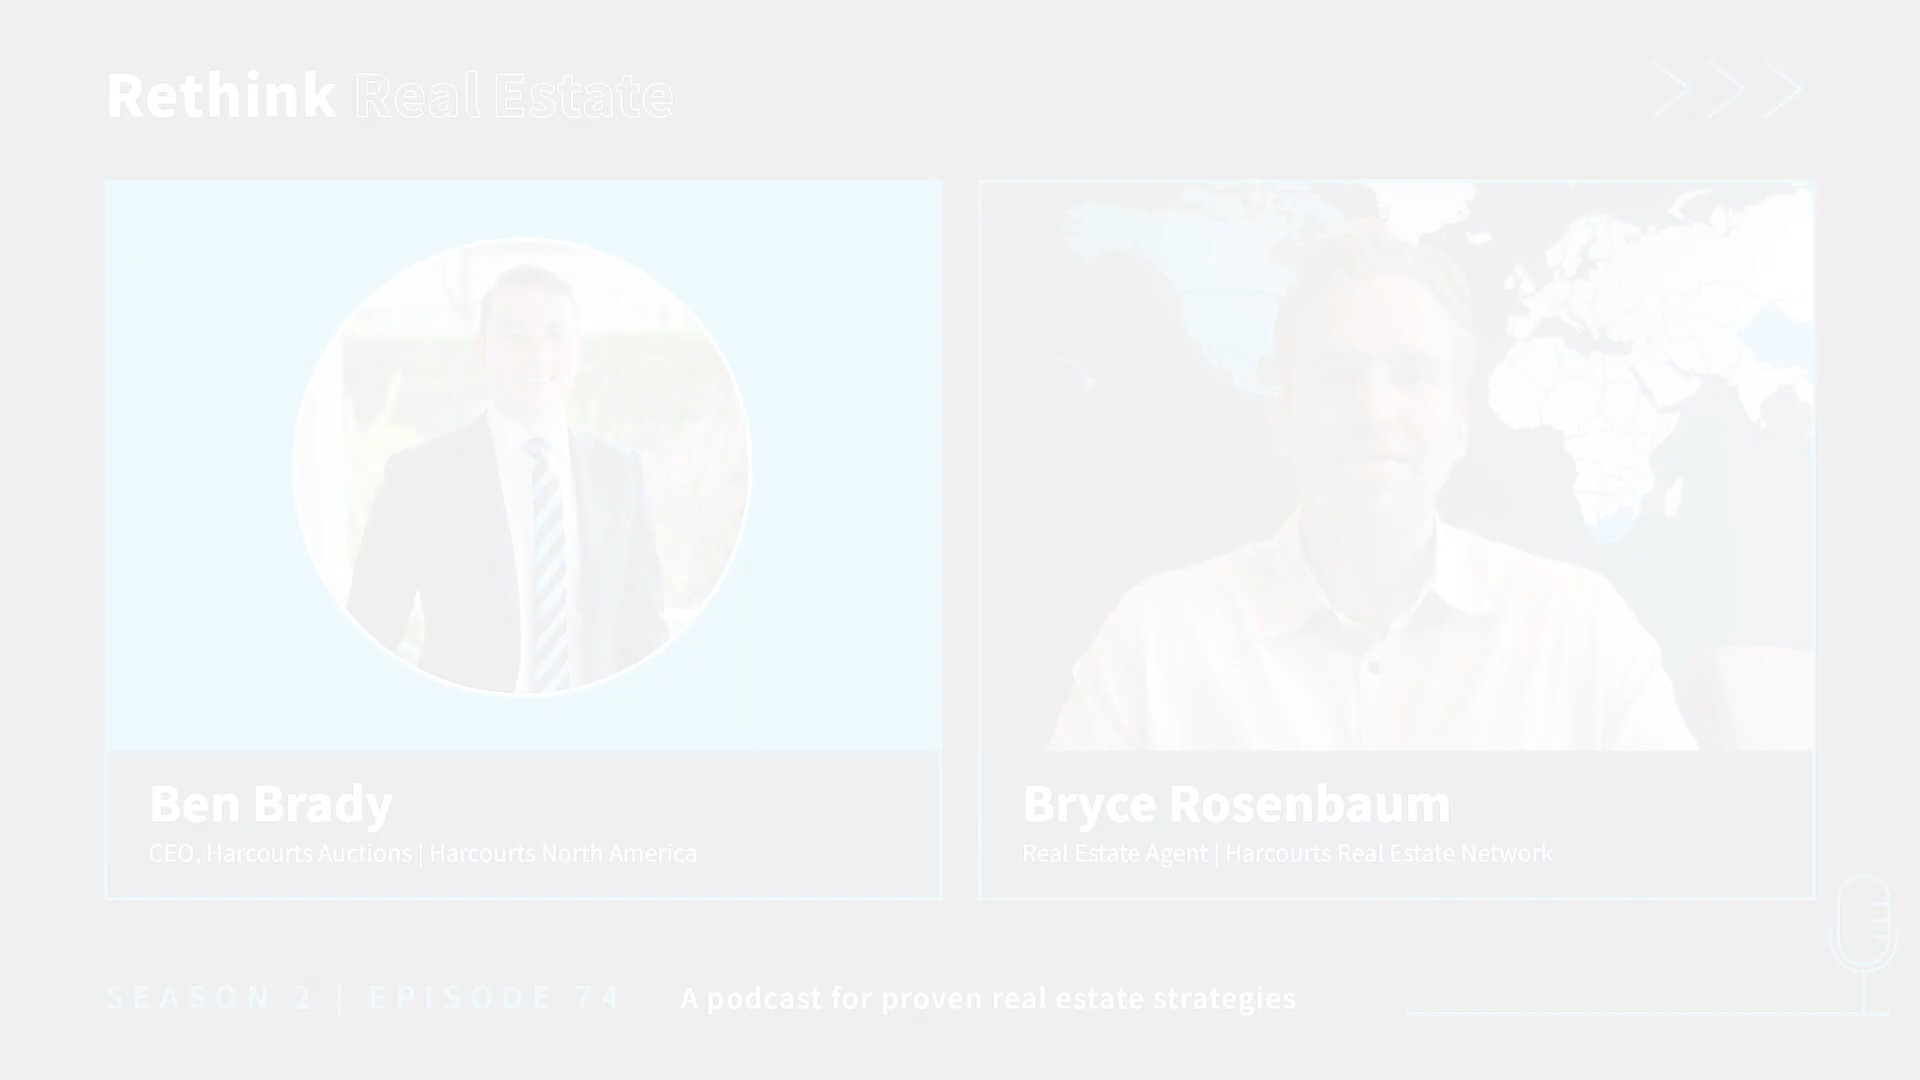 Rethink Real Estate
Ben Brady
CEO, Harcourts Auctions | Harcourts North America
Bryce Rosenbaum
Real Estate Agent | Harcourts Real Estate Network
SEASON 2 | EPISODE 74
A podcast for proven real estate strategies